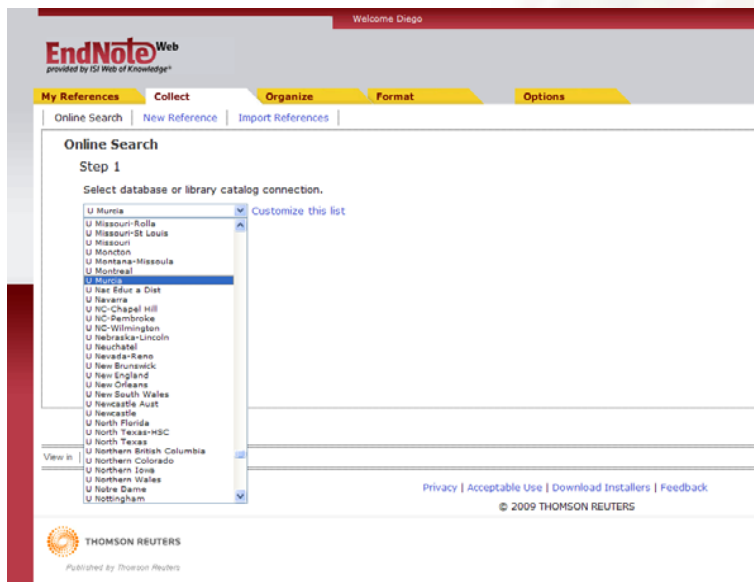 Welcome Diego
EndNote Web
provided by ISI Web of Knowledge®
My References Collect Organize Format Options
Online Search New Reference Import References
Online Search
Step 1
Select database or library catalog connection.
U Murcia Customize this list
U Missouri-Rolla
U Missouri-St Louis
U Missouri
U Moncton
U Montana-Missoula
U Montreal
U Murcia
U Nac Educ a Dist
U Navarra
U NC-Chapel Hill
U NC-Pembroke
U NC-Wilmington
U Nebraska-Lincoln
U Neuchatel
U Nevada-Reno
U New Brunswick
U New England
U New Orleans
U New South Wales
U Newcastle Aust
U Newcastle
U North Florida
U North Texas-HSC
U North Texas
U Northern British Columbia
U Northern Colorado
U Northern Iowa
U Northern Wales
U Notre Dame
U Nottingham
View in
Privacy | Acceptable Use | Download Installers | Feedback
© 2009 THOMSON REUTERS
THOMSON REUTERS
Published by Thomson Reuters